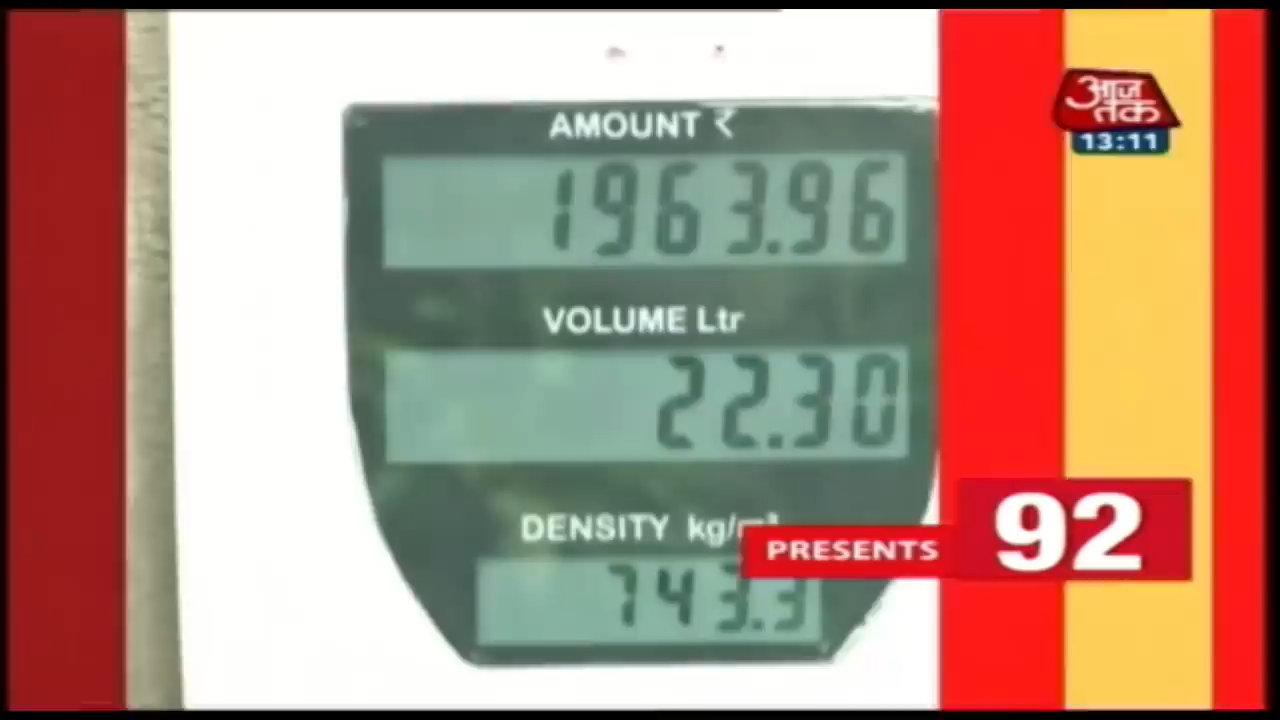 आज तक
13:11
AMOUNT ₹
1963.96
VOLUME Ltr
22.30
DENSITY kg/m³
743.3
PRESENTS 92